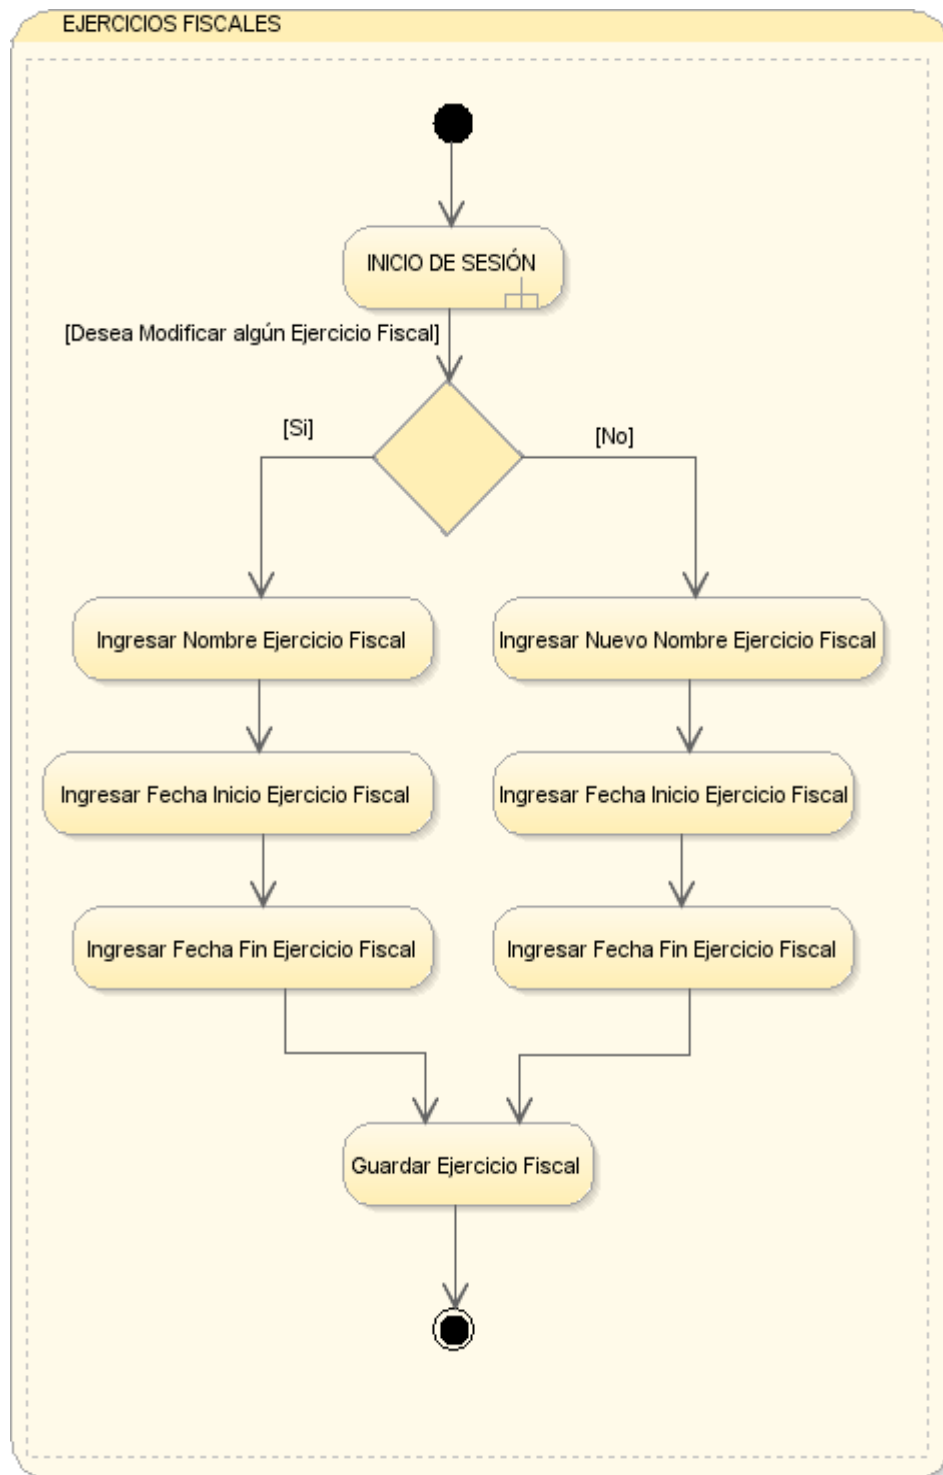 EJERCICIOS FISCALES
INICIO DE SESIÓN
[Desea Modificar algún Ejercicio Fiscal]
[Si]
[No]
Ingresar Nombre Ejercicio Fiscal
Ingresar Nuevo Nombre Ejercicio Fiscal
Ingresar Fecha Inicio Ejercicio Fiscal
Ingresar Fecha Inicio Ejercicio Fiscal
Ingresar Fecha Fin Ejercicio Fiscal
Ingresar Fecha Fin Ejercicio Fiscal
Guardar Ejercicio Fiscal